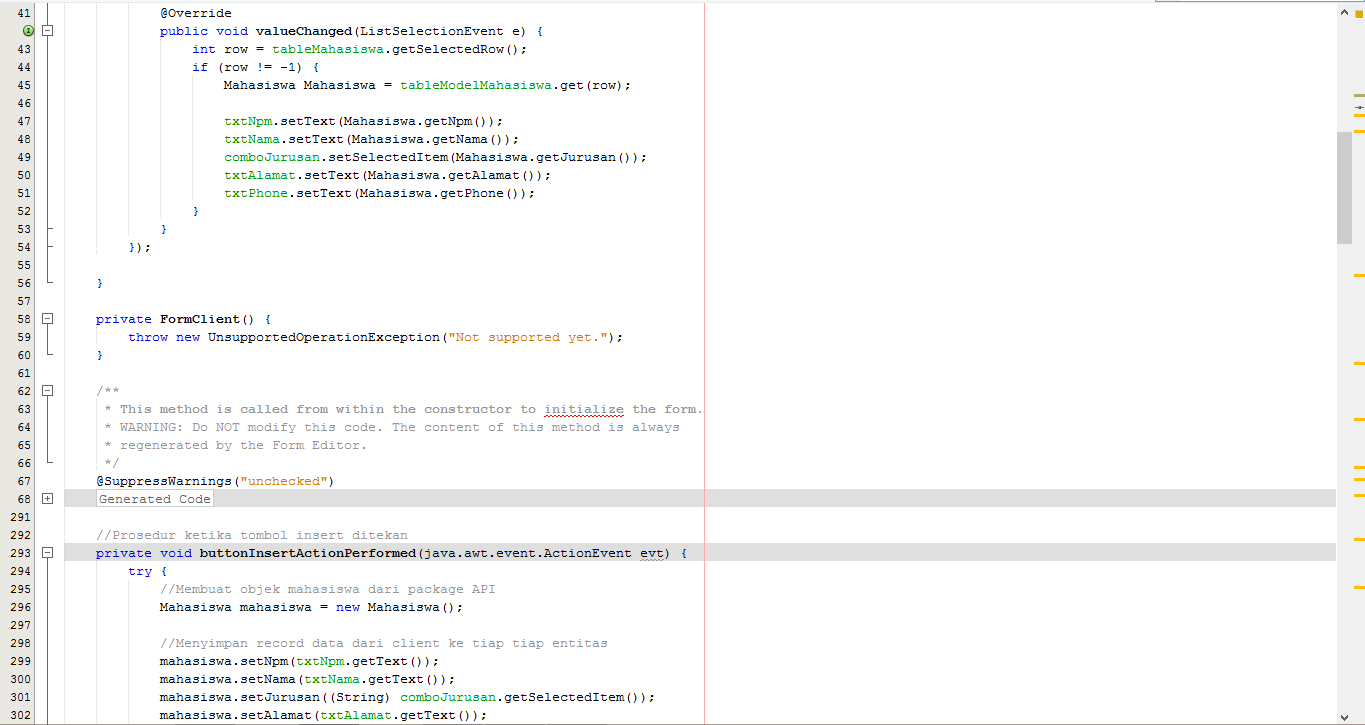 41 @Override
public void valueChanged(ListSelectionEvent e) {
43 int row = tableMahasiswa.getSelectedRow();
44 if (row != -1) {
45 Mahasiswa Mahasiswa = tableModelMahasiswa.get(row);
46
47 txtNpm.setText(Mahasiswa.getNpm());
48 txtNama.setText(Mahasiswa.getNama());
49 comboJurusan.setSelectedItem(Mahasiswa.getJurusan());
50 txtAlamat.setText(Mahasiswa.getAlamat());
51 txtPhone.setText(Mahasiswa.getPhone());
52 }
53 }
54 });
55
56 }
57
58 private FormClient() {
59 throw new UnsupportedOperationException("Not supported yet.");
60 }
61
62 /**
63 * This method is called from within the constructor to initialize the form.
64 * WARNING: Do NOT modify this code. The content of this method is always
65 * regenerated by the Form Editor.
66 */
67 @SuppressWarnings("unchecked")
68 Generated Code
291
292 //Prosedur ketika tombol insert ditekan
293 private void buttonInsertActionPerformed(java.awt.event.ActionEvent evt) {
294 try {
295 //Membuat objek mahasiswa dari package API
296 Mahasiswa mahasiswa = new Mahasiswa();
297
298 //Menyimpan record data dari client ke tiap tiap entitas
299 mahasiswa.setNpm(txtNpm.getText());
300 mahasiswa.setNama(txtNama.getText());
301 mahasiswa.setJurusan((String) comboJurusan.getSelectedItem());
302 mahasiswa.setAlamat(txtAlamat.getText());